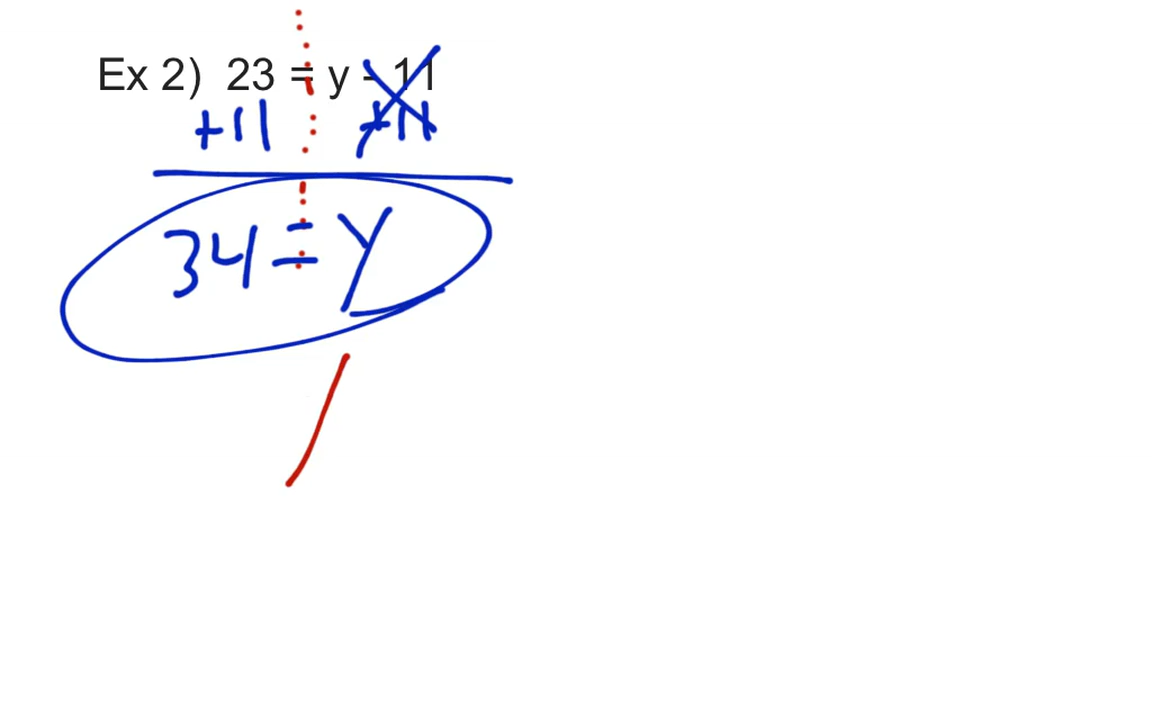 Ex 2) 23 = y - 11
+11 +11
34 = y